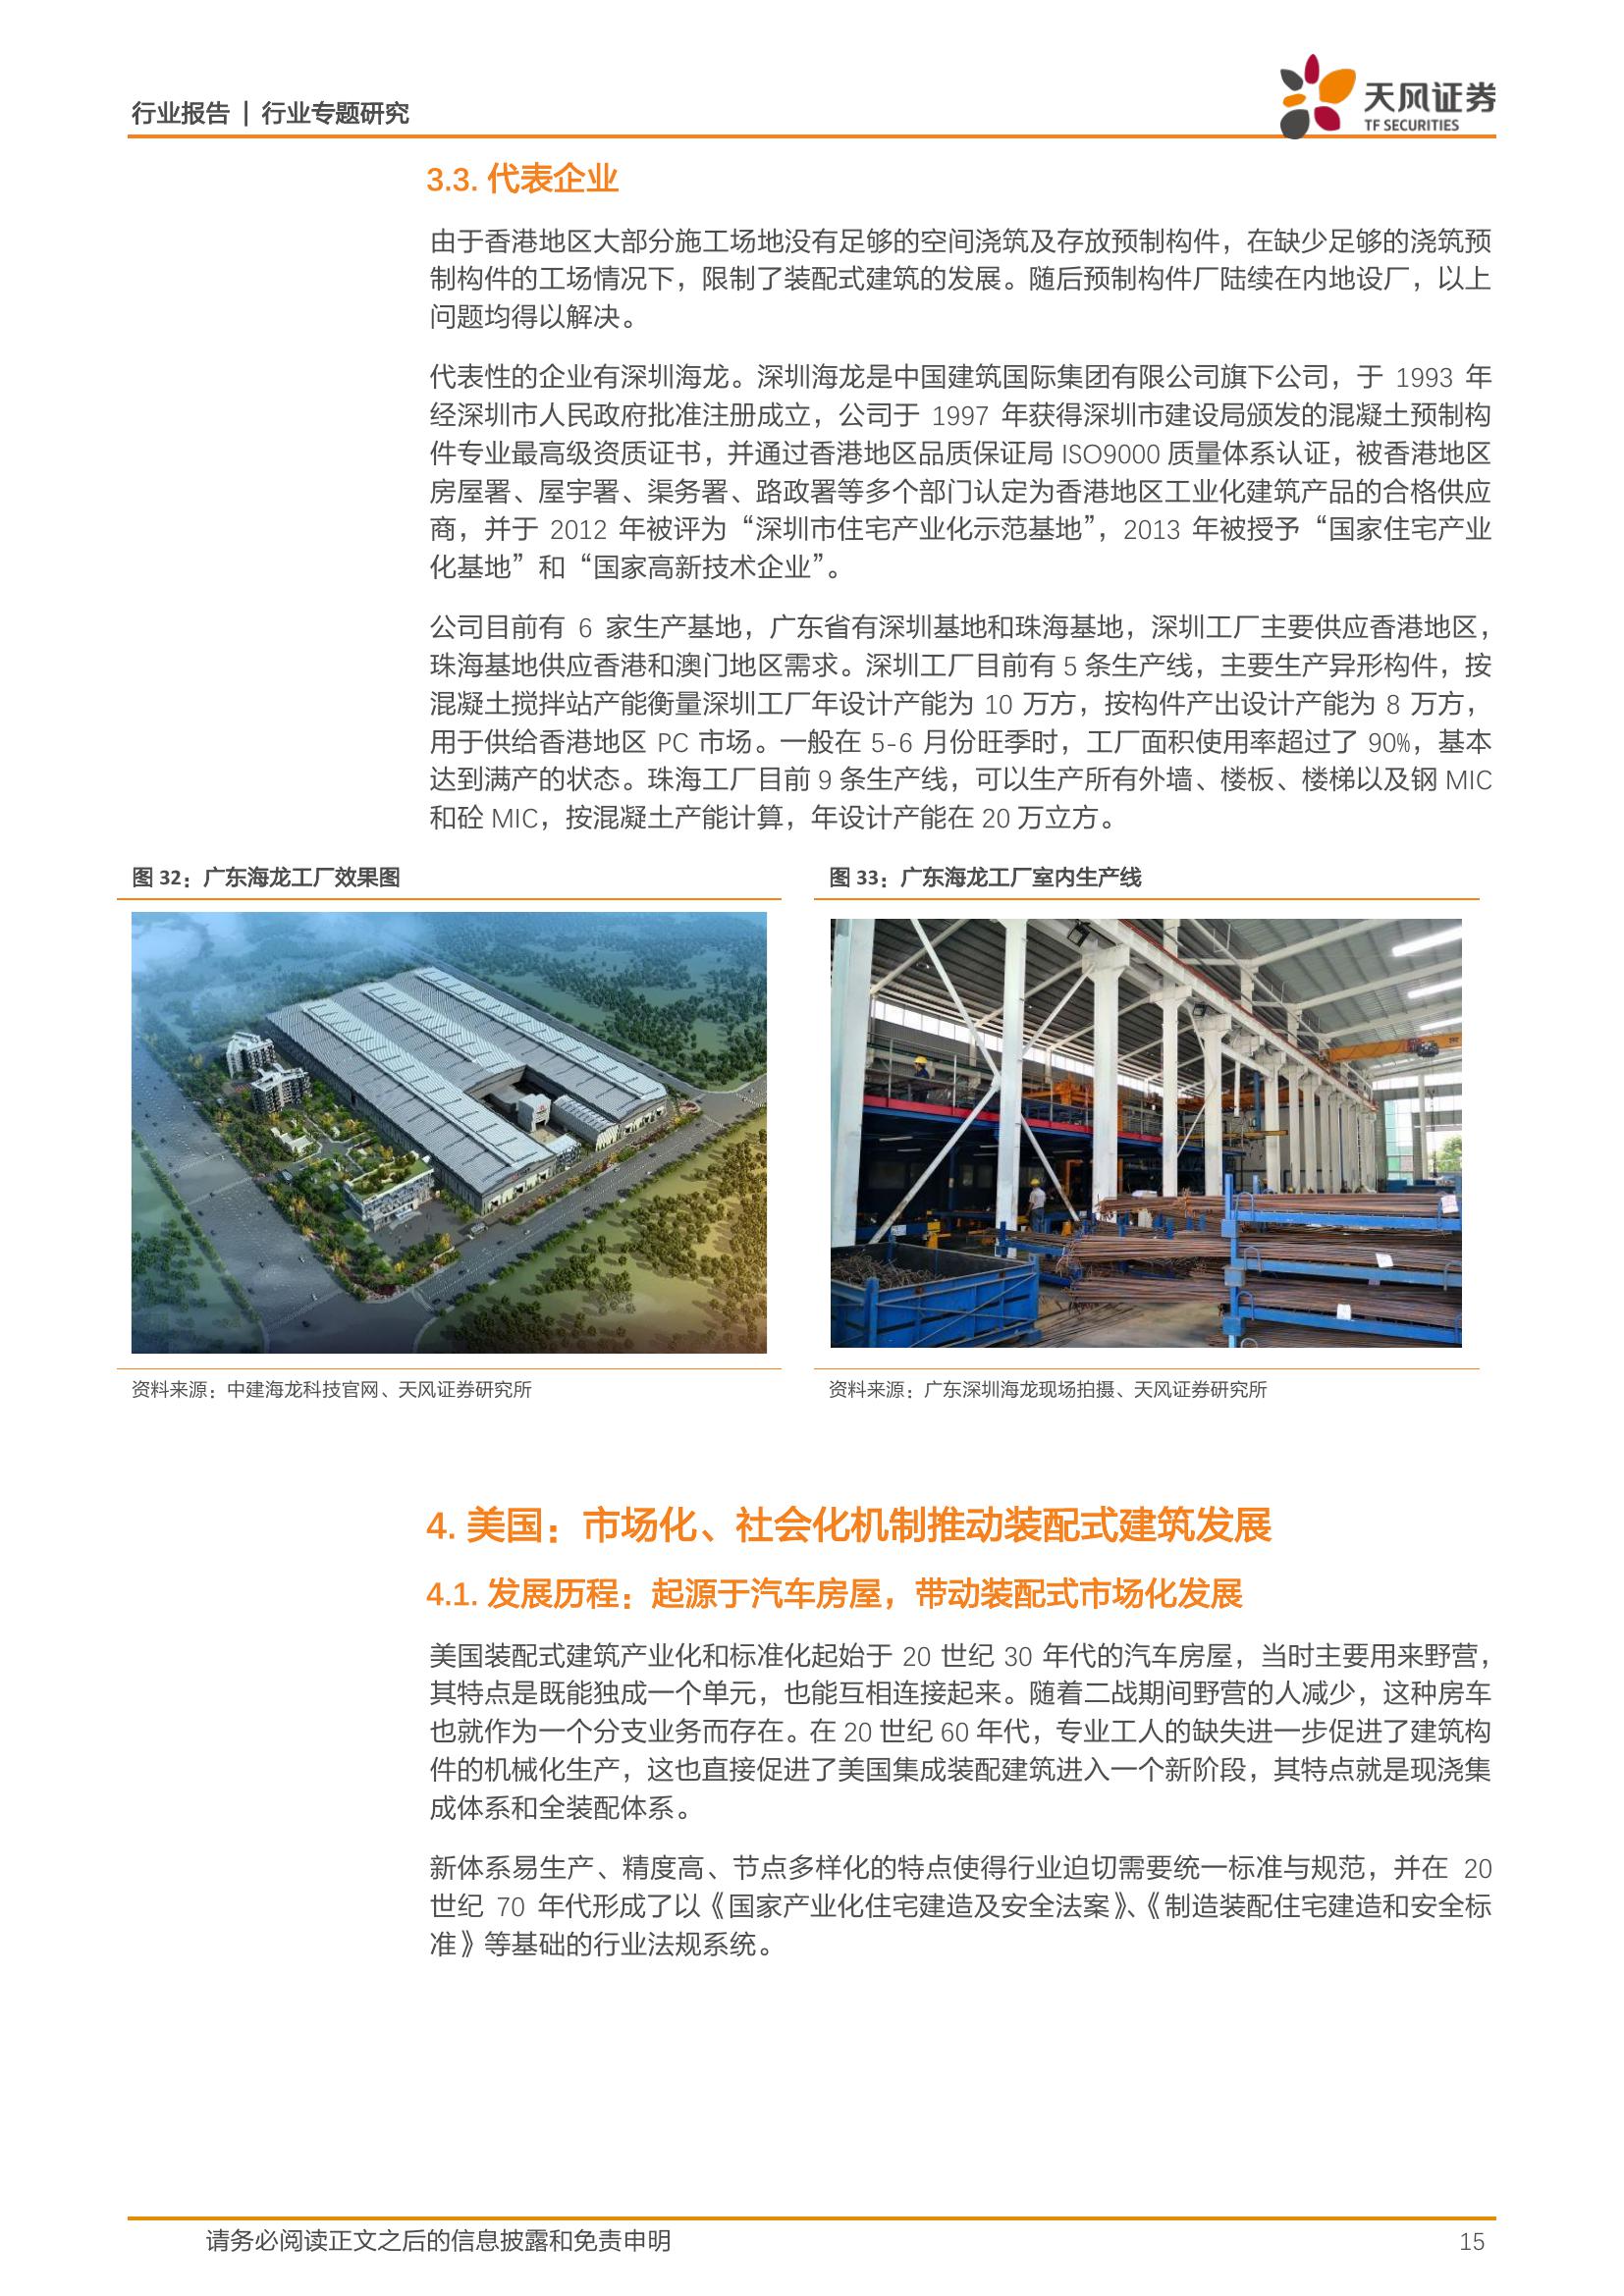 行业报告 | 行业专题研究
天风证券
TF SECURITIES
3.3. 代表企业
由于香港地区大部分施工场地没有足够的空间浇筑及存放预制构件，在缺少足够的浇筑预
制构件的工场情况下，限制了装配式建筑的发展。随后预制构件厂陆续在内地设厂，以上
问题均得以解决。
代表性的企业有深圳海龙。深圳海龙是中国建筑国际集团有限公司旗下公司，于 1993 年
经深圳市人民政府批准注册成立，公司于 1997 年获得深圳市建设局颁发的混凝土预制构
件专业最高级资质证书，并通过香港地区品质保证局 ISO9000 质量体系认证，被香港地区
房屋署、屋宇署、渠务署、路政署等多个部门认定为香港地区工业化建筑产品的合格供应
商，并于 2012 年被评为“深圳市住宅产业化示范基地”，2013 年被授予“国家住宅产业
化基地”和“国家高新技术企业”。
公司目前有 6 家生产基地，广东省有深圳基地和珠海基地，深圳工厂主要供应香港地区，
珠海基地供应香港和澳门地区需求。深圳工厂目前有 5 条生产线，主要生产异形构件，按
混凝土搅拌站产能衡量深圳工厂年设计产能为 10 万方，按构件产出设计产能为 8 万方，
用于供给香港地区 PC 市场。一般在 5-6 月份旺季时，工厂面积使用率超过了 90%，基本
达到满产的状态。珠海工厂目前 9 条生产线，可以生产所有外墙、楼板、楼梯以及钢 MIC
和砼 MIC，按混凝土产能计算，年设计产能在 20 万立方。
图 32：广东海龙工厂效果图
图 33：广东海龙工厂室内生产线
资料来源：中建海龙科技官网、天风证券研究所
资料来源：广东深圳海龙现场拍摄、天风证券研究所
4. 美国：市场化、社会化机制推动装配式建筑发展
4.1. 发展历程：起源于汽车房屋，带动装配式市场化发展
美国装配式建筑产业化和标准化起始于 20 世纪 30 年代的汽车房屋，当时主要用来野营，
其特点是既能独成一个单元，也能互相连接起来。随着二战期间野营的人减少，这种房车
也就作为一个分支业务而存在。在 20 世纪 60 年代，专业工人的缺失进一步促进了建筑构
件的机械化生产，这也直接促进了美国集成装配建筑进入一个新阶段，其特点就是现浇集
成体系和全装配体系。
新体系易生产、精度高、节点多样化的特点使得行业迫切需要统一标准与规范，并在 20
世纪 70 年代形成了以《国家产业化住宅建造及安全法案》、《制造装配住宅建造和安全标
准》等基础的行业法规系统。
请务必阅读正文之后的信息披露和免责申明
15